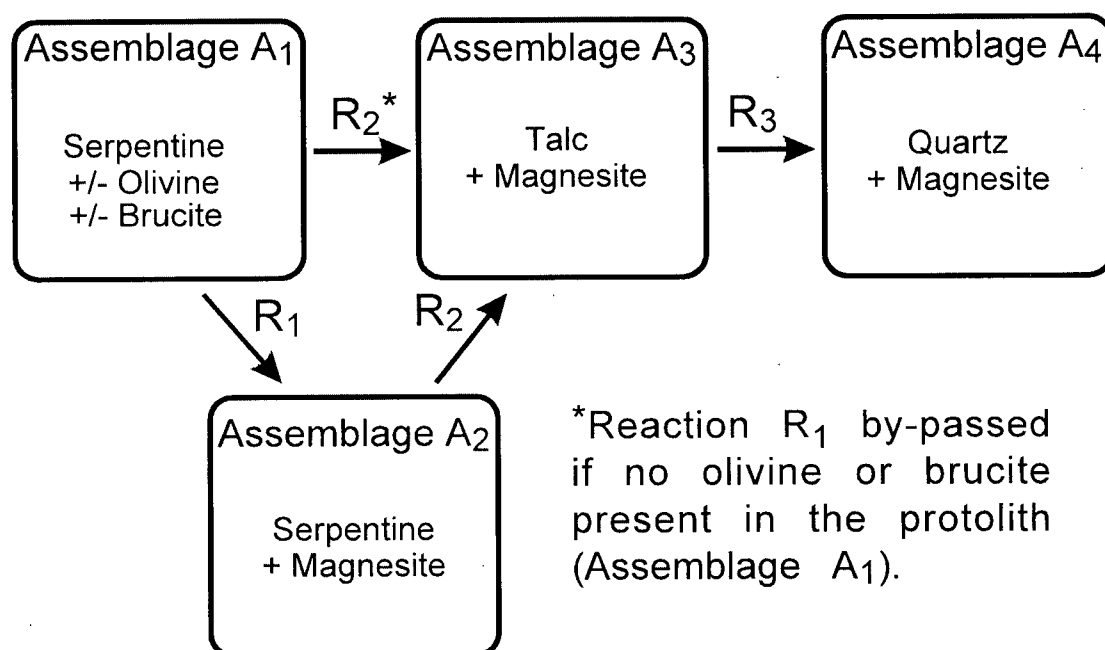 Assemblage A1
Serpentine
+/- Olivine
+/- Brucite
R2*
Assemblage A3
Talc
+ Magnesite
R3
Assemblage A4
Quartz
+ Magnesite
R1
R2
Assemblage A2
Serpentine
+ Magnesite
*Reaction R1 by-passed
if no olivine or brucite
present in the protolith
(Assemblage A1).